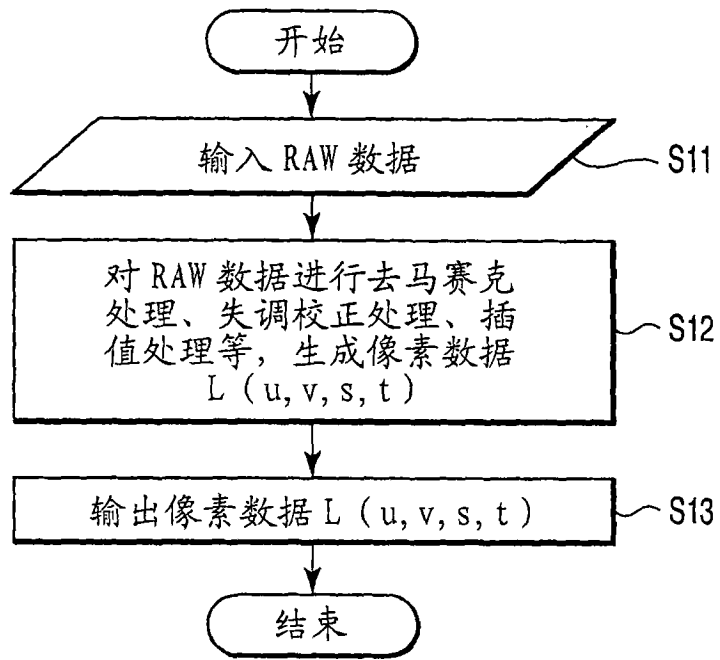 开始
输入 RAW 数据
S11
对 RAW 数据进行去马赛克
处理、失调校正处理、插
值处理等，生成像素数据
L (u,v,s,t)
S12
输出像素数据 L (u,v,s,t)
S13
结束